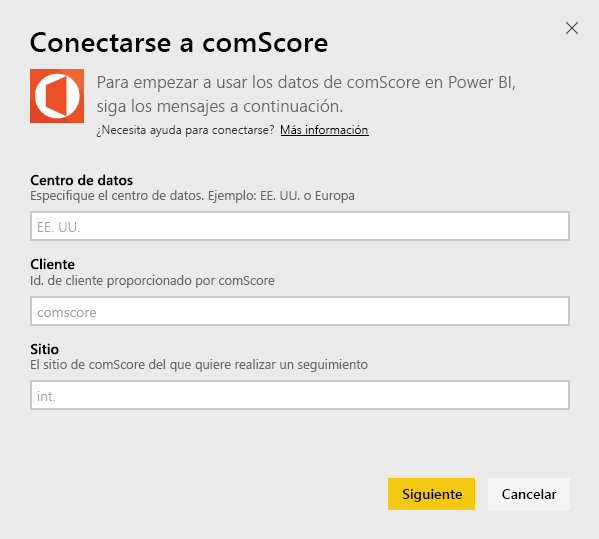 Conectarse a comScore
Para empezar a usar los datos de comScore en Power BI,
siga los mensajes a continuación.
¿Necesita ayuda para conectarse? Más información
Centro de datos
Especifique el centro de datos. Ejemplo: EE. UU. o Europa
EE. UU.
Cliente
Id. de cliente proporcionado por comScore
comscore
Sitio
El sitio de comScore del que quiere realizar un seguimiento
int.
Siguiente
Cancelar